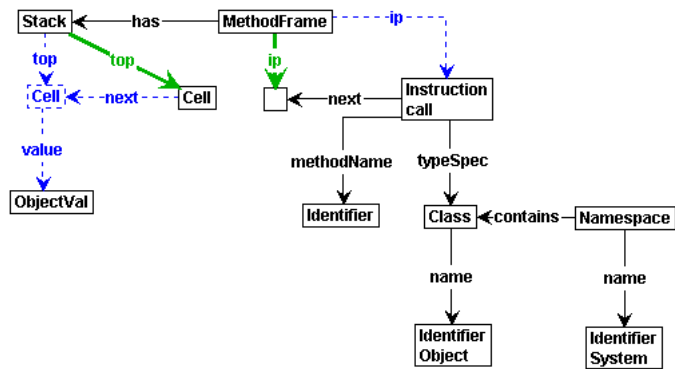 Stack
has
MethodFrame
ip
top
top
ip
Cell
next
Cell
next
Instruction
call
value
methodName
typeSpec
ObjectVal
Identifier
Class
contains
Namespace
name
name
Identifier
Object
Identifier
System